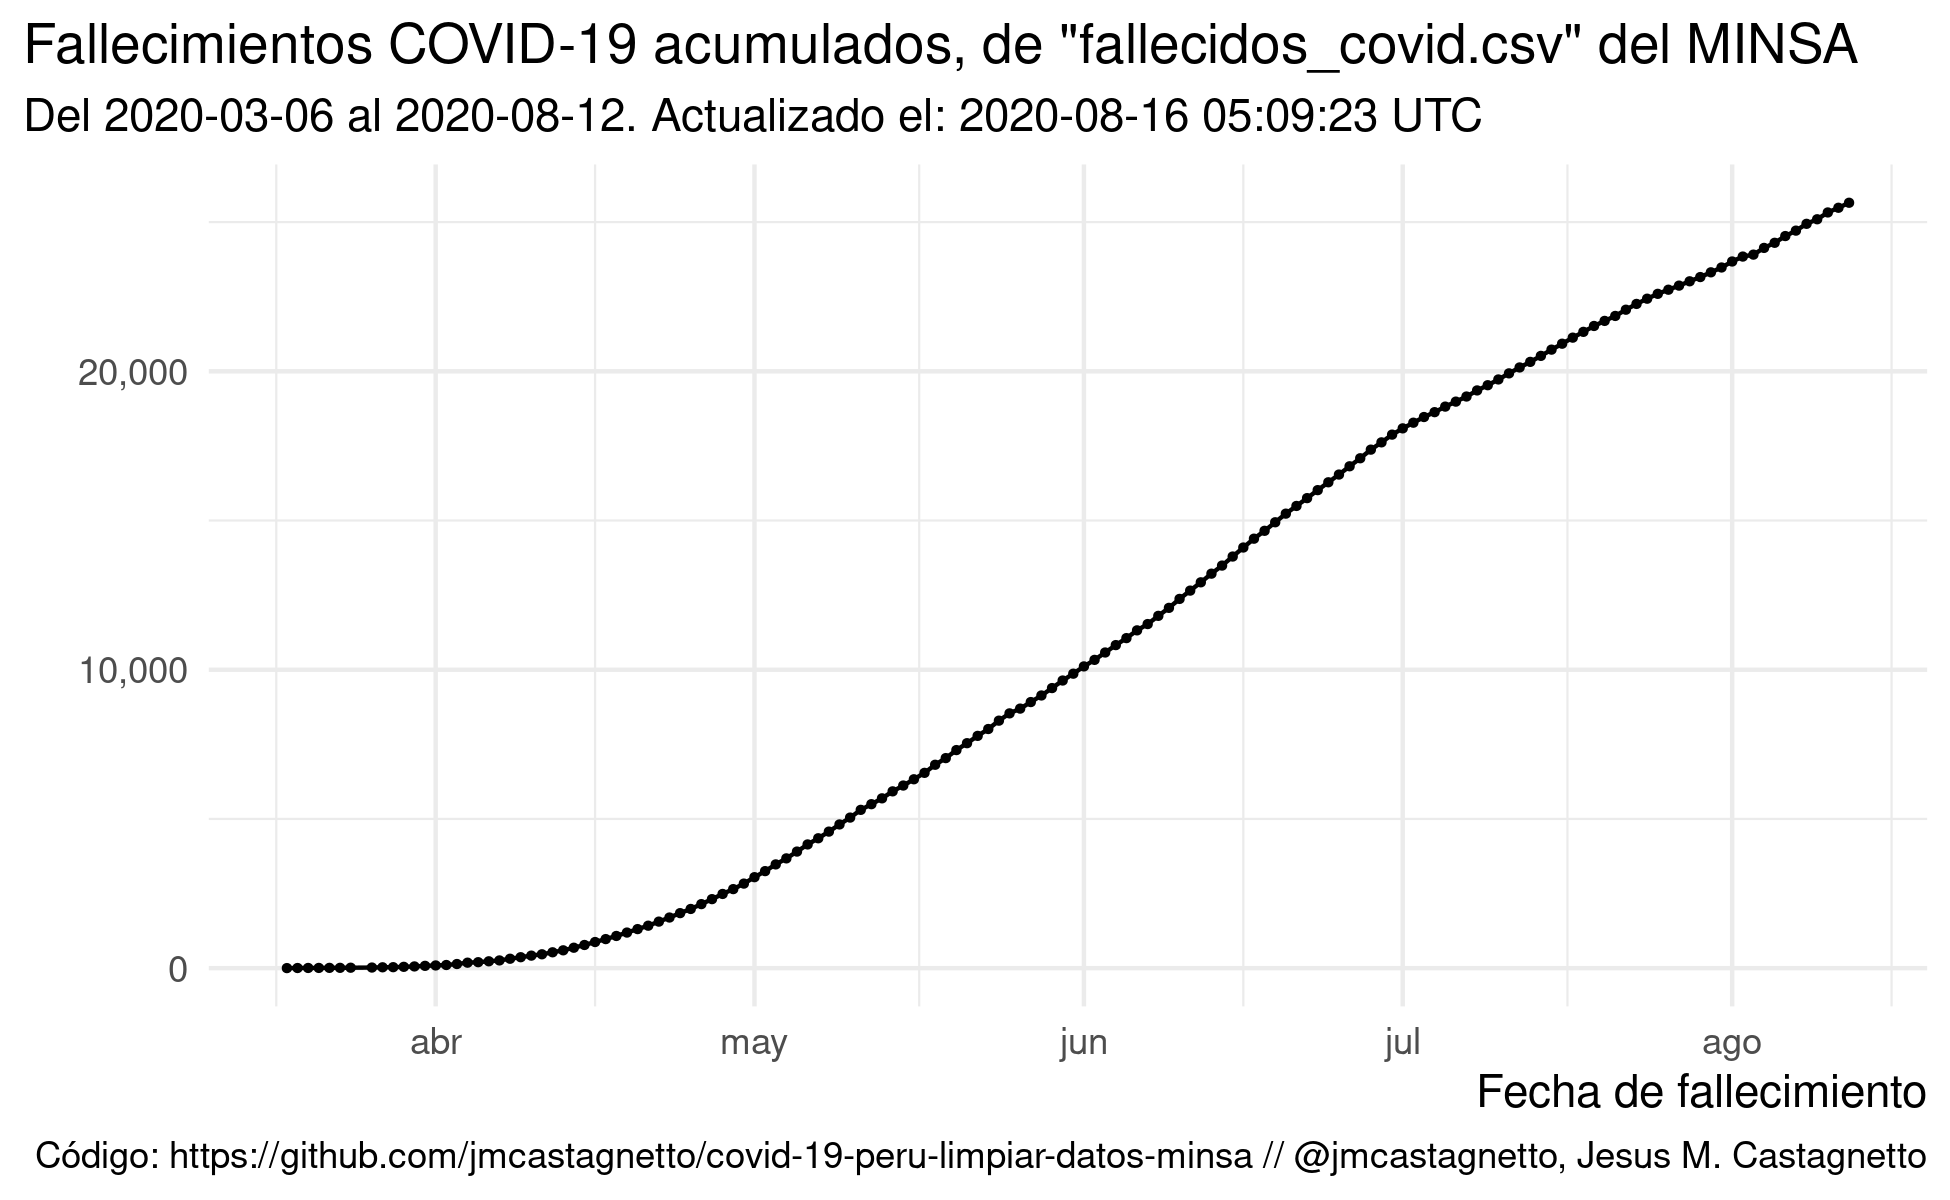 Fallecimientos COVID-19 acumulados, de "fallecidos_covid.csv" del MINSA
Del 2020-03-06 al 2020-08-12. Actualizado el: 2020-08-16 05:09:23 UTC
20,000
10,000
0
abr may jun jul ago
Fecha de fallecimiento
Código: https://github.com/jmcastagnetto/covid-19-peru-limpiar-datos-minsa // @jmcastagnetto, Jesus M. Castagnetto